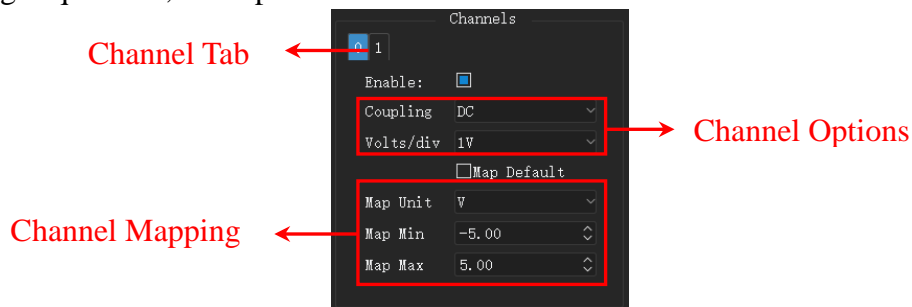 Channels
Channel Tab
0 1
Enable:
Coupling DC
Channel Options
Volts/div 1V
Map Default
Map Unit V
Channel Mapping
Map Min -5.00
Map Max 5.00